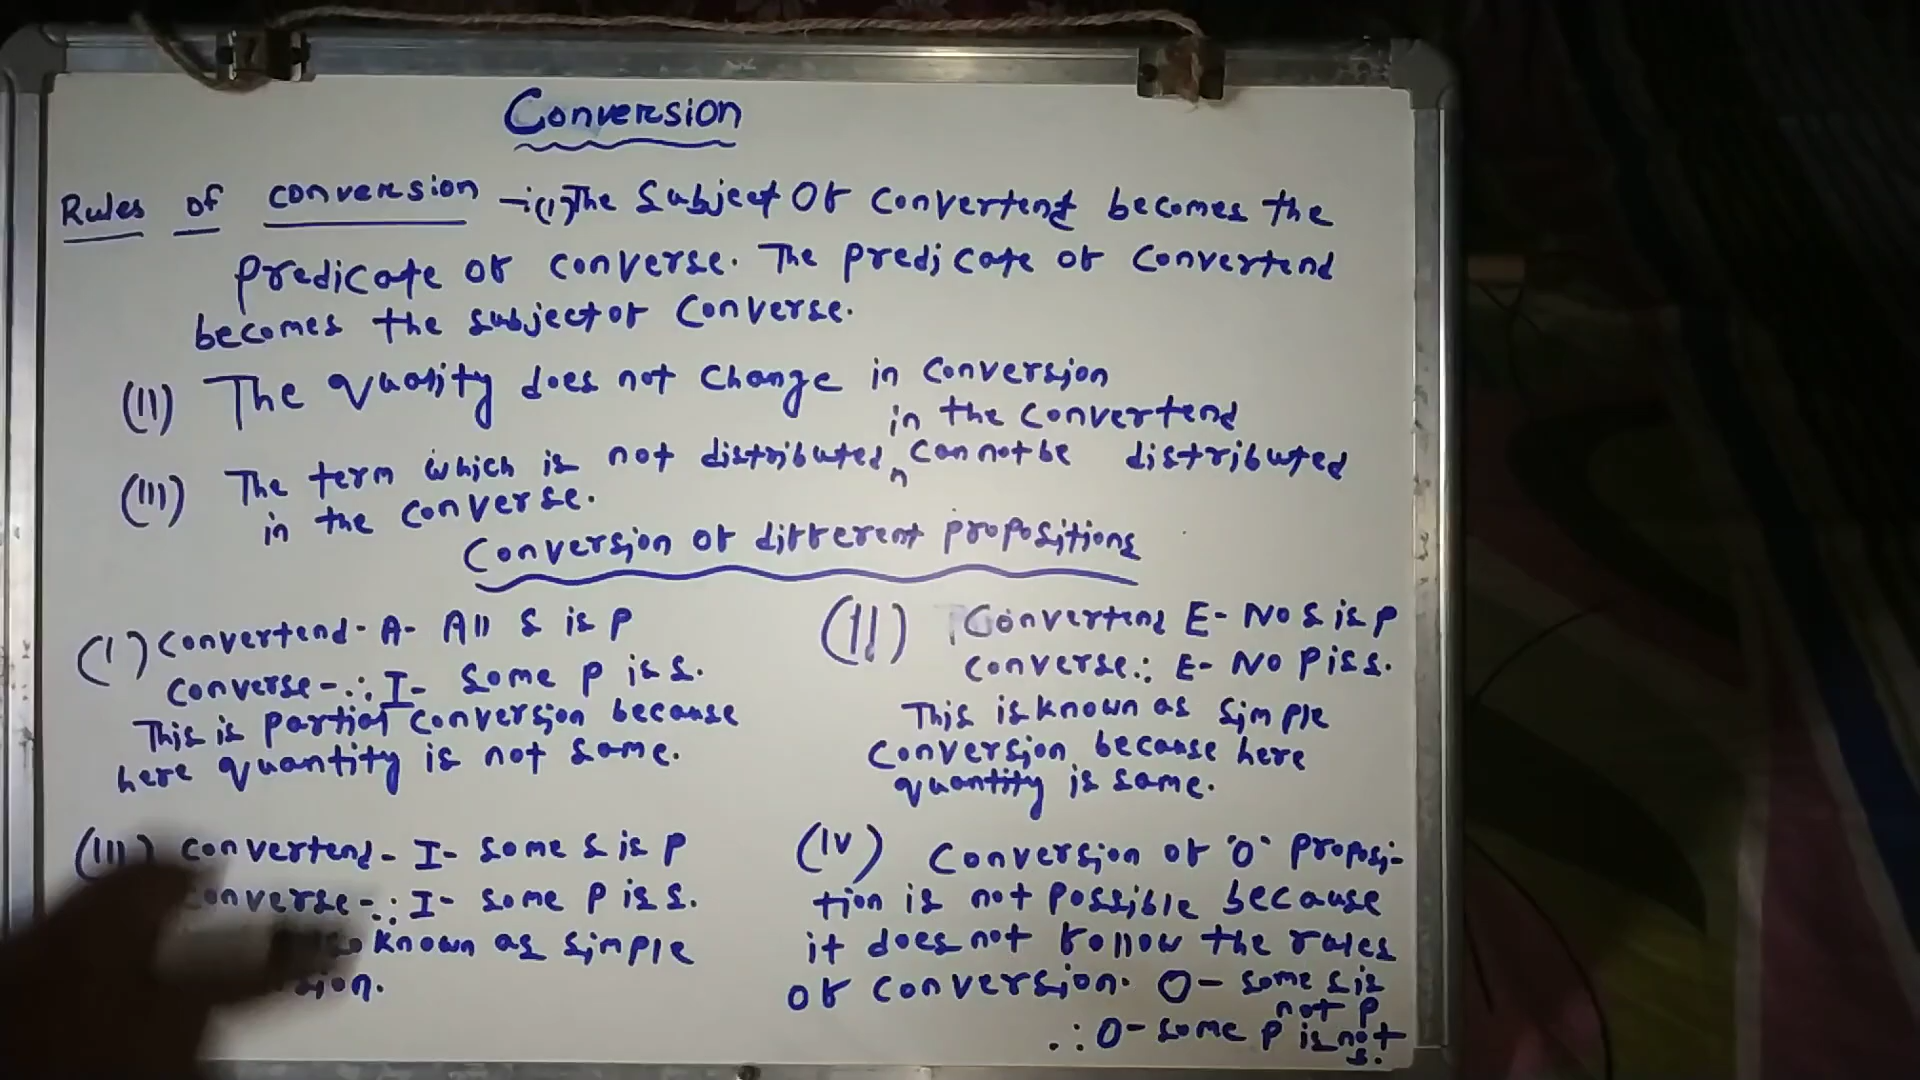 Conversion
Rules of conversion -:(i) The Subject Of Convertend becomes the
predicate of converse. The predicate of Convertend
becomes the subject of Converse.
(II) The quality does not change in conversion
in the convertend
(III) The term which is not distributed ^ cannot be distributed
in the converse.
Conversion of different propositions
(I) Convertend - A - All S is P
Converse - ∴ I - Some P is S.
This is partial conversion because
here quantity is not same.
(II) Convertend E - No S is P
Converse ∴ E - No P is S.
This is known as simple
conversion because here
quantity is same.
(III) Convertend - I - Some S is P
converse - ∴ I - Some P is S.
known as simple
sion.
(IV) Conversion of 'O' proposi-
tion is not possible because
it does not follow the rules
of conversion. O - Some S is
not P
∴ O - Some P is not
S.